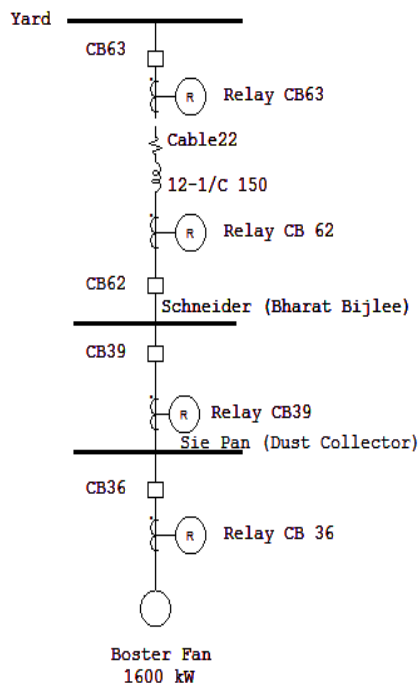 Yard
CB63
R
Relay CB63
Cable22
12-1/C 150
R
Relay CB 62
CB62
Schneider (Bharat Bijlee)
CB39
R
Relay CB39
Sie Pan (Dust Collector)
CB36
R
Relay CB 36
Boster Fan
1600 kW